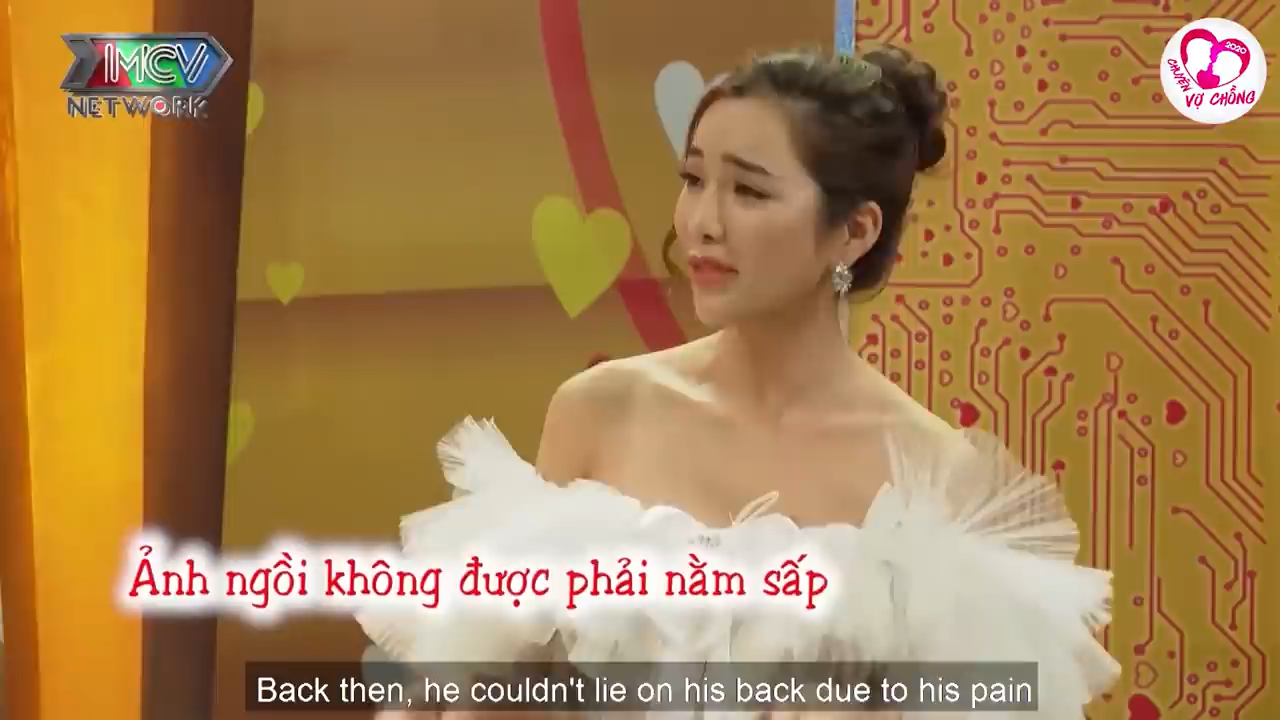 MCV
NETWORK
2020
CHUYỆN
VỢ CHỒNG
Ảnh ngồi không được phải nằm sấp
Back then, he couldn't lie on his back due to his pain